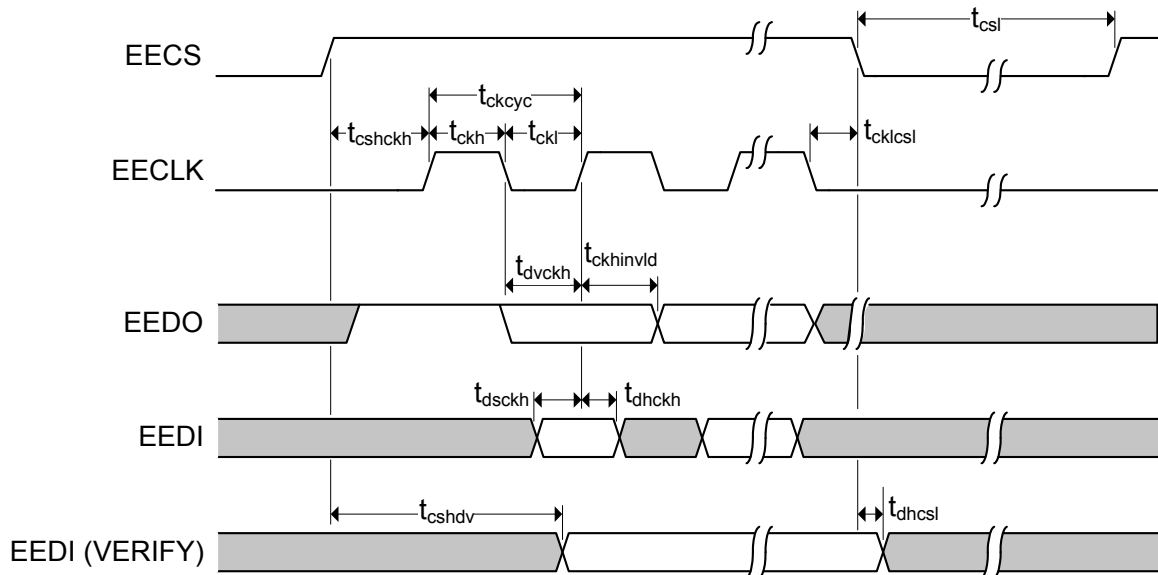 EECS
t_csl
t_ckcyc
t_cshckh
t_ckh
t_ckl
t_cklcsl
EECLK
t_dvckh
t_ckhinvld
EEDO
t_dsckh
t_dhckh
EEDI
t_cshdv
t_dhcsl
EEDI (VERIFY)